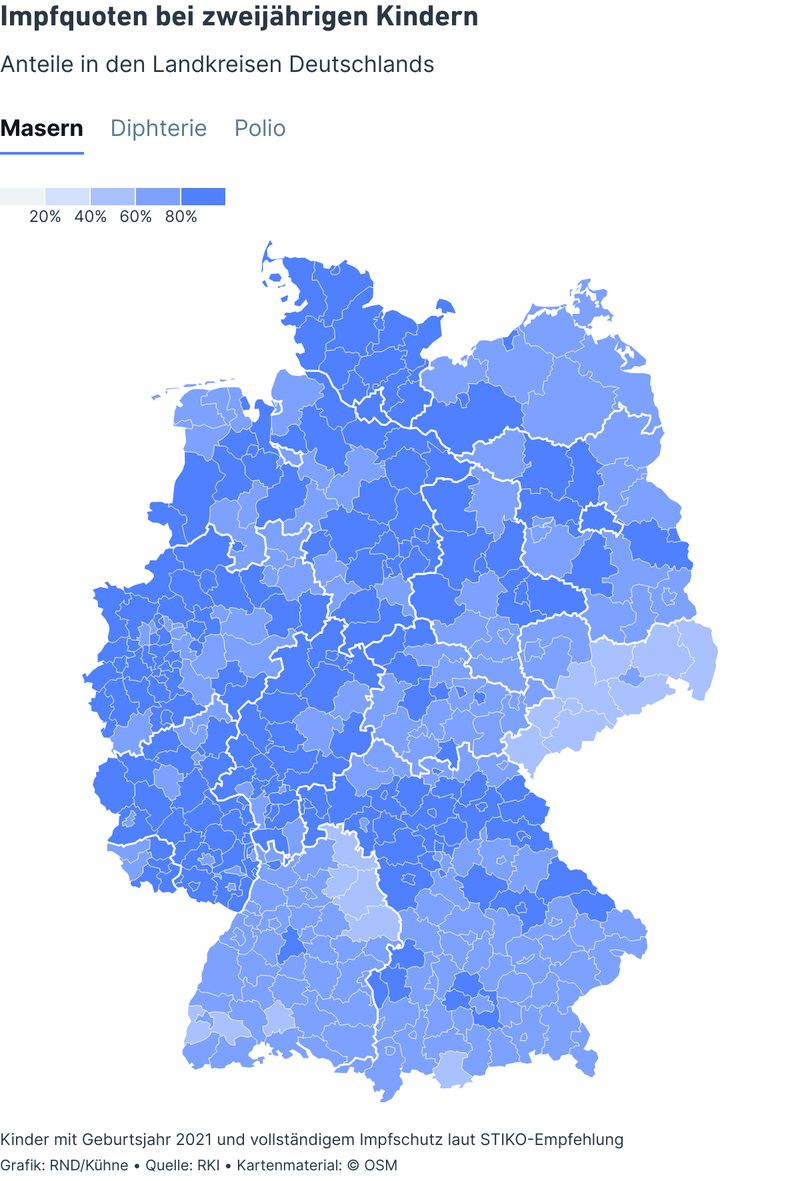 Impfquoten bei zweijährigen Kindern
Anteile in den Landkreisen Deutschlands
Masern Diphterie Polio
20% 40% 60% 80%
Kinder mit Geburtsjahr 2021 und vollständigem Impfschutz laut STIKO-Empfehlung
Grafik: RND/Kühne • Quelle: RKI • Kartenmaterial: © OSM